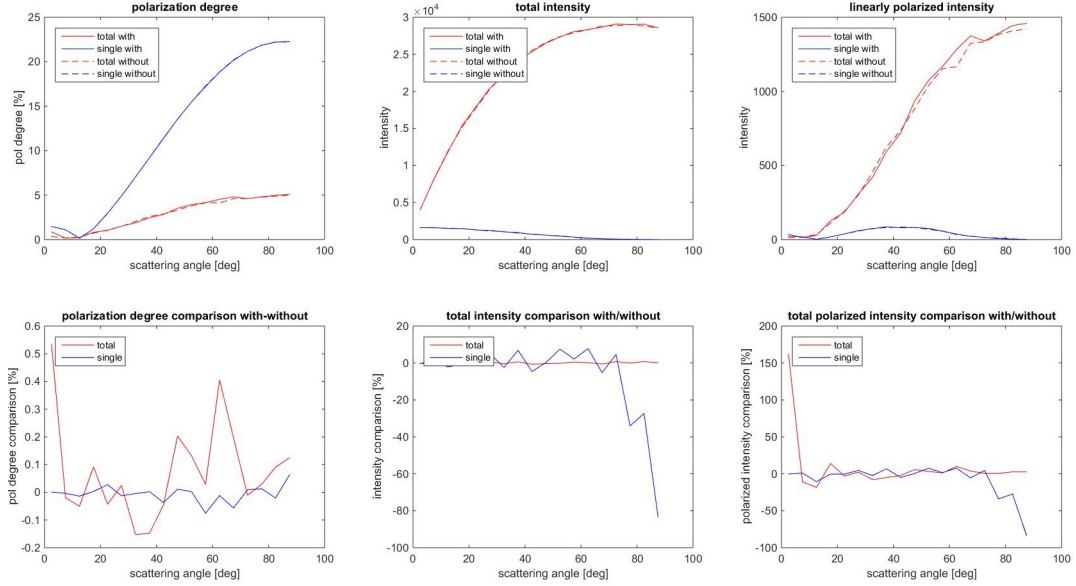 polarization degree
25
20
15
10
5
0
pol degree [%]
total with
single with
total without
single without
0 20 40 60 80 100
scattering angle [deg]
total intensity
×10⁴
3
2.5
2
1.5
1
0.5
0
intensity
total with
single with
total without
single without
0 20 40 60 80 100
scattering angle [deg]
linearly polarized intensity
1500
1000
500
0
intensity
total with
single with
total without
single without
0 20 40 60 80 100
scattering angle [deg]
polarization degree comparison with-without
0.6
0.5
0.4
0.3
0.2
0.1
0
-0.1
-0.2
pol degree comparison [%]
total
single
0 20 40 60 80 100
scattering angle [deg]
total intensity comparison with/without
20
0
-20
-40
-60
-80
-100
intensity comparison [%]
total
single
0 20 40 60 80 100
scattering angle [deg]
total polarized intensity comparison with/without
200
150
100
50
0
-50
-100
polarized intensity comparison [%]
total
single
0 20 40 60 80 100
scattering angle [deg]